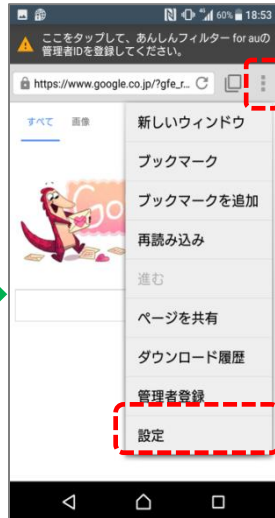 60% 18:53
ここをタップして、あんしんフィルター for auの
管理者IDを登録してください。
https://www.google.co.jp/?gfe_r...
すべて 画像
新しいウィンドウ
ブックマーク
ブックマークを追加
再読み込み
進む
ページを共有
ダウンロード履歴
管理者登録
設定
Go